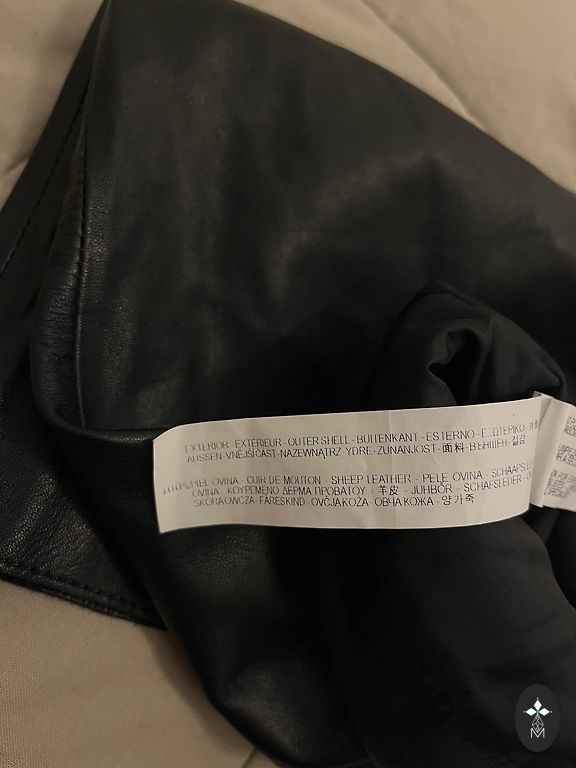 EXTERIOR - EXTÉRIEUR - OUTER SHELL - BUITENKANT - ESTERNO - ΕΞΩΤΕΡΙΚΟ
AUSSEN - VNĚJŠÍ ČÁST - NAZEWNĄTRZ YDRE - ZUNANJOST - 面料 - ВЪНШЕН - 겉감
100% PIEL OVINA - CUIR DE MOUTON - SHEEP LEATHER - PELE OVINA - SCHAAPSLE
OVINA ΚΟΥΡΕΜΕΝΟ ΔΕΡΜΑ ΠΡΟΒΑΤΟΥ - 羊皮 - JUHBŐR - SCHAFSLEDER -
SKÓRA OWCZA - FÅRESKIND - OVČJA KOŽA - ОВЧА КОЖА - 양가죽
M